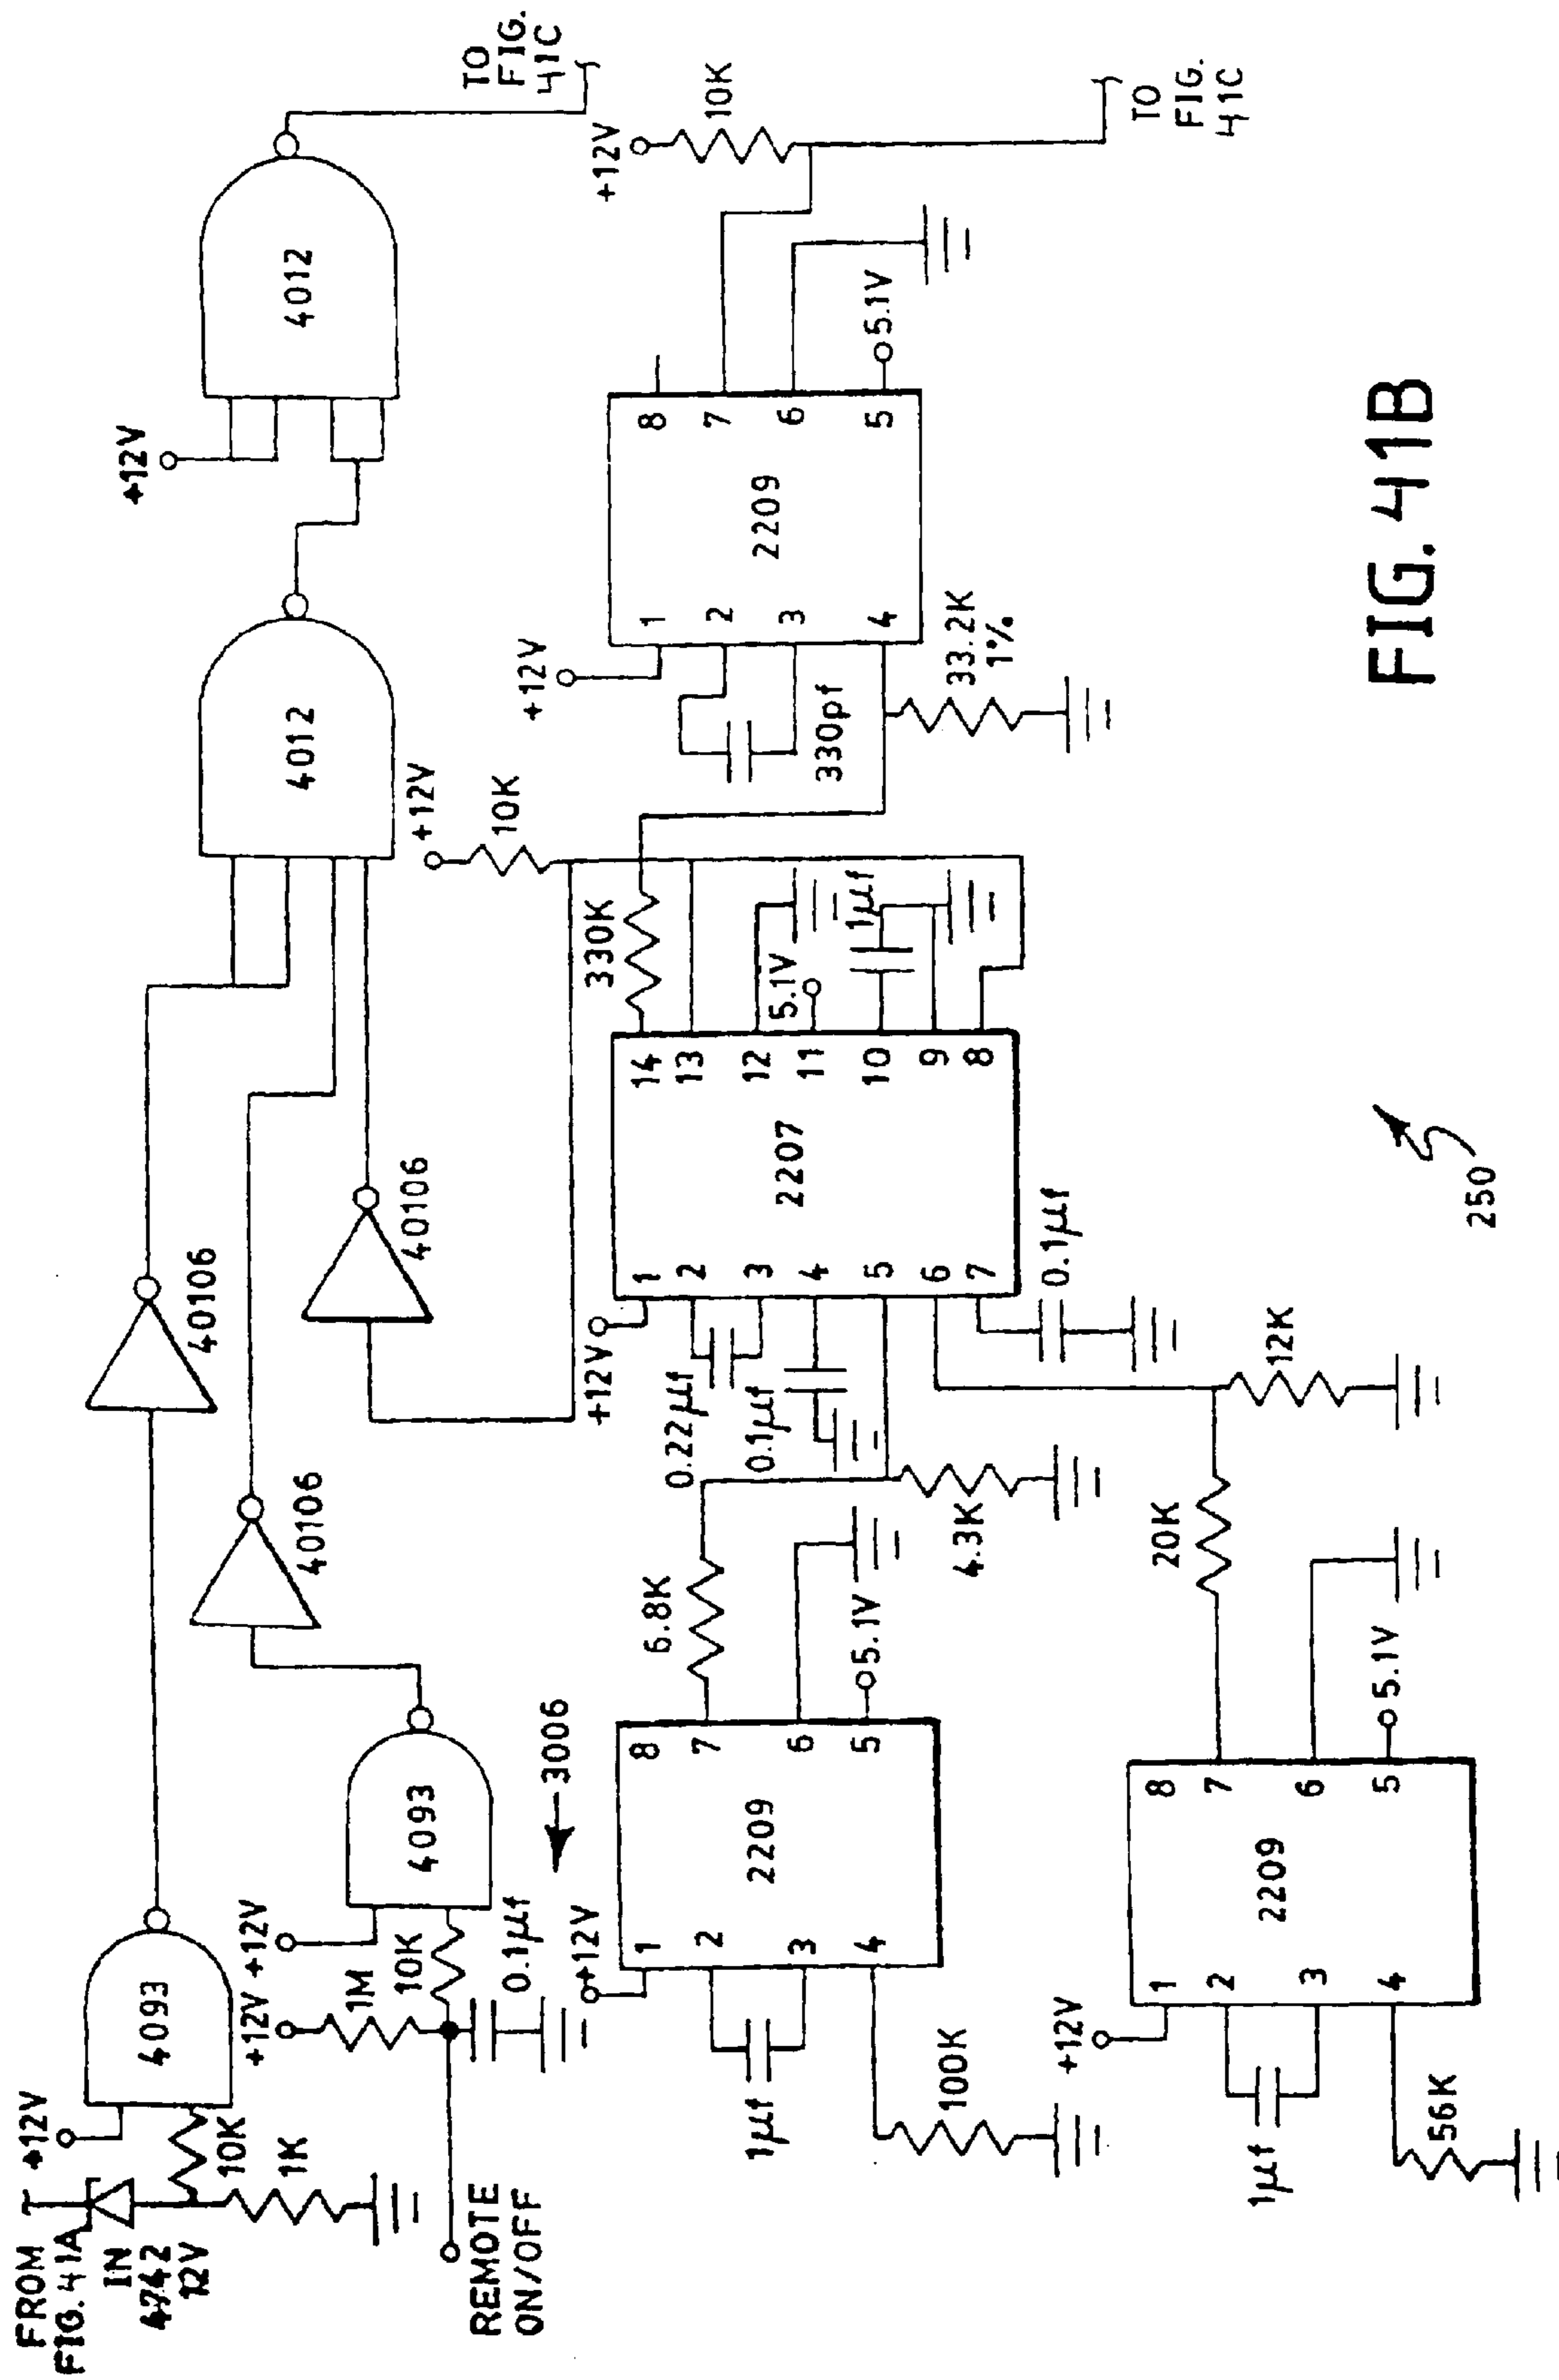 FROM
FIG. 41A
IN
4742
12V
+12V
4093
10K
1K
REMOTE
ON/OFF
+12V
+12V
1M
10K
0.1µf
4093
40106
40106
40106
4012
+12V
4012
TO
FIG.
41C
3006
+12V
1
2
3
4
2209
8
7
6
5
1µf
100K
6.8K
5.1V
4.3K
+12V
0.22µf
0.1µf
1
2
3
4
5
6
7
2207
14
13
12
11
10
9
8
0.1µf
330K
+12V
10K
5.1V
1µf
+12V
330pf
33.2K
1%
1
2
3
4
2209
8
7
6
5
5.1V
+12V
10K
TO
FIG.
41C
+12V
1
2
3
4
2209
8
7
6
5
1µf
56K
20K
12K
5.1V
250
FIG. 41B